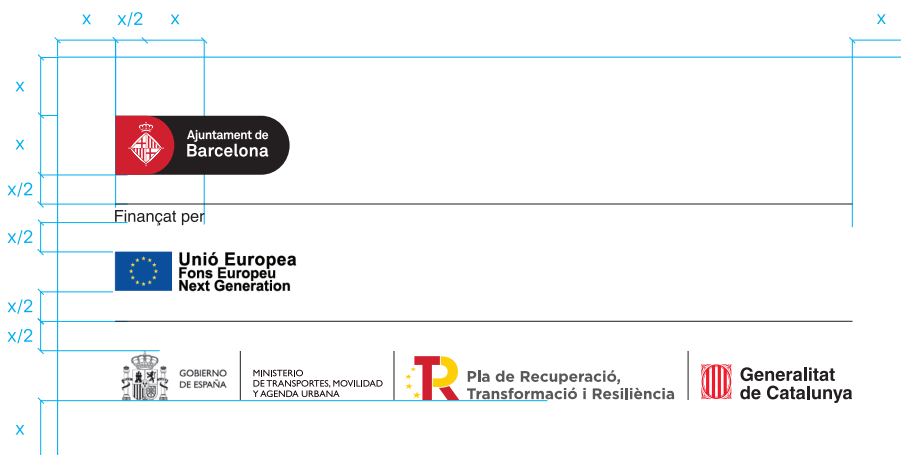 x x/2 x x
x
x
Ajuntament de
Barcelona
x/2
Finançat per
x/2
Unió Europea
Fons Europeu
Next Generation
x/2
x/2
GOBIERNO
DE ESPAÑA
MINISTERIO
DE TRANSPORTES, MOVILIDAD
Y AGENDA URBANA
Pla de Recuperació,
Transformació i Resiliència
Generalitat
de Catalunya
x